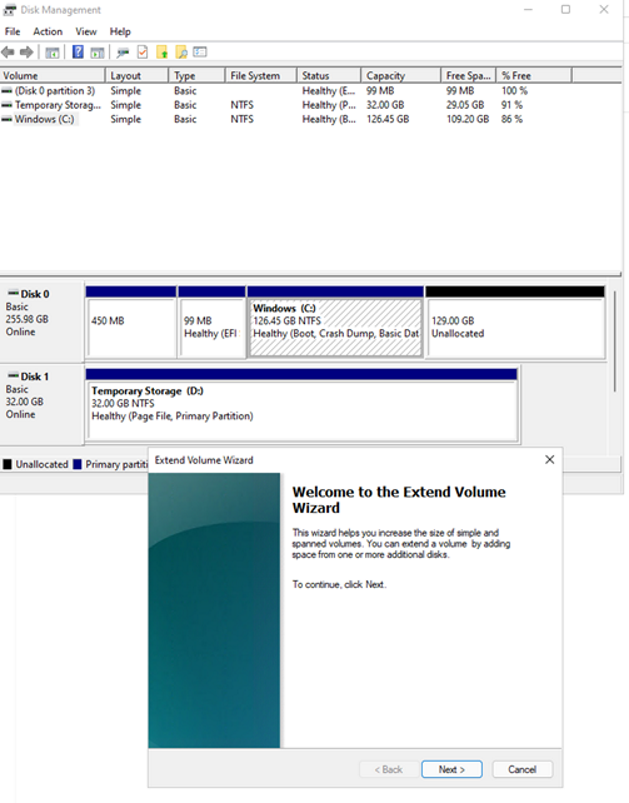 Disk Management
File Action View Help
Volume Layout Type File System Status Capacity Free Spa... % Free
(Disk 0 partition 3) Simple Basic Healthy (E... 99 MB 99 MB 100 %
Temporary Storag... Simple Basic NTFS Healthy (P... 32.00 GB 29.05 GB 91 %
Windows (C:) Simple Basic NTFS Healthy (B... 126.45 GB 109.20 GB 86 %
Disk 0
Basic
255.98 GB
Online
450 MB
99 MB
Healthy (EFI
Windows (C:)
126.45 GB NTFS
Healthy (Boot, Crash Dump, Basic Dat
129.00 GB
Unallocated
Disk 1
Basic
32.00 GB
Online
Temporary Storage (D:)
32.00 GB NTFS
Healthy (Page File, Primary Partition)
Unallocated Primary partiti
Extend Volume Wizard
Welcome to the Extend Volume
Wizard
This wizard helps you increase the size of simple and
spanned volumes. You can extend a volume by adding
space from one or more additional disks.
To continue, click Next.
< Back Next > Cancel